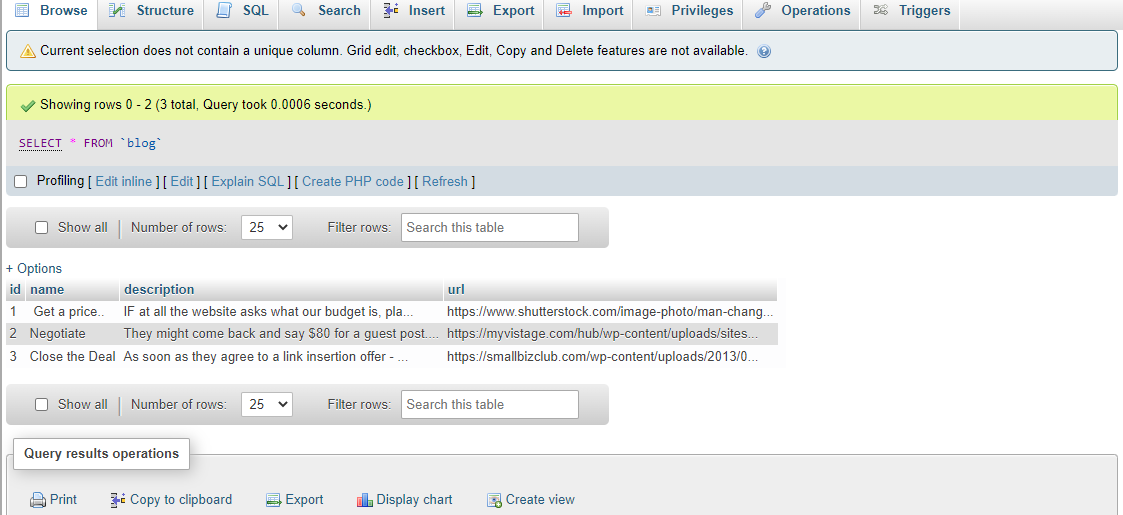 Browse Structure SQL Search Insert Export Import Privileges Operations Triggers
Current selection does not contain a unique column. Grid edit, checkbox, Edit, Copy and Delete features are not available.
Showing rows 0 - 2 (3 total, Query took 0.0006 seconds.)
SELECT * FROM `blog`
Profiling [ Edit inline ] [ Edit ] [ Explain SQL ] [ Create PHP code ] [ Refresh ]
Show all Number of rows: 25 Filter rows: Search this table
+ Options
id name description url
1 Get a price.. IF at all the website asks what our budget is, pla... https://www.shutterstock.com/image-photo/man-chang...
2 Negotiate They might come back and say $80 for a guest post.... https://myvistage.com/hub/wp-content/uploads/sites...
3 Close the Deal As soon as they agree to a link insertion offer - ... https://smallbizclub.com/wp-content/uploads/2013/0...
Show all Number of rows: 25 Filter rows: Search this table
Query results operations
Print Copy to clipboard Export Display chart Create view